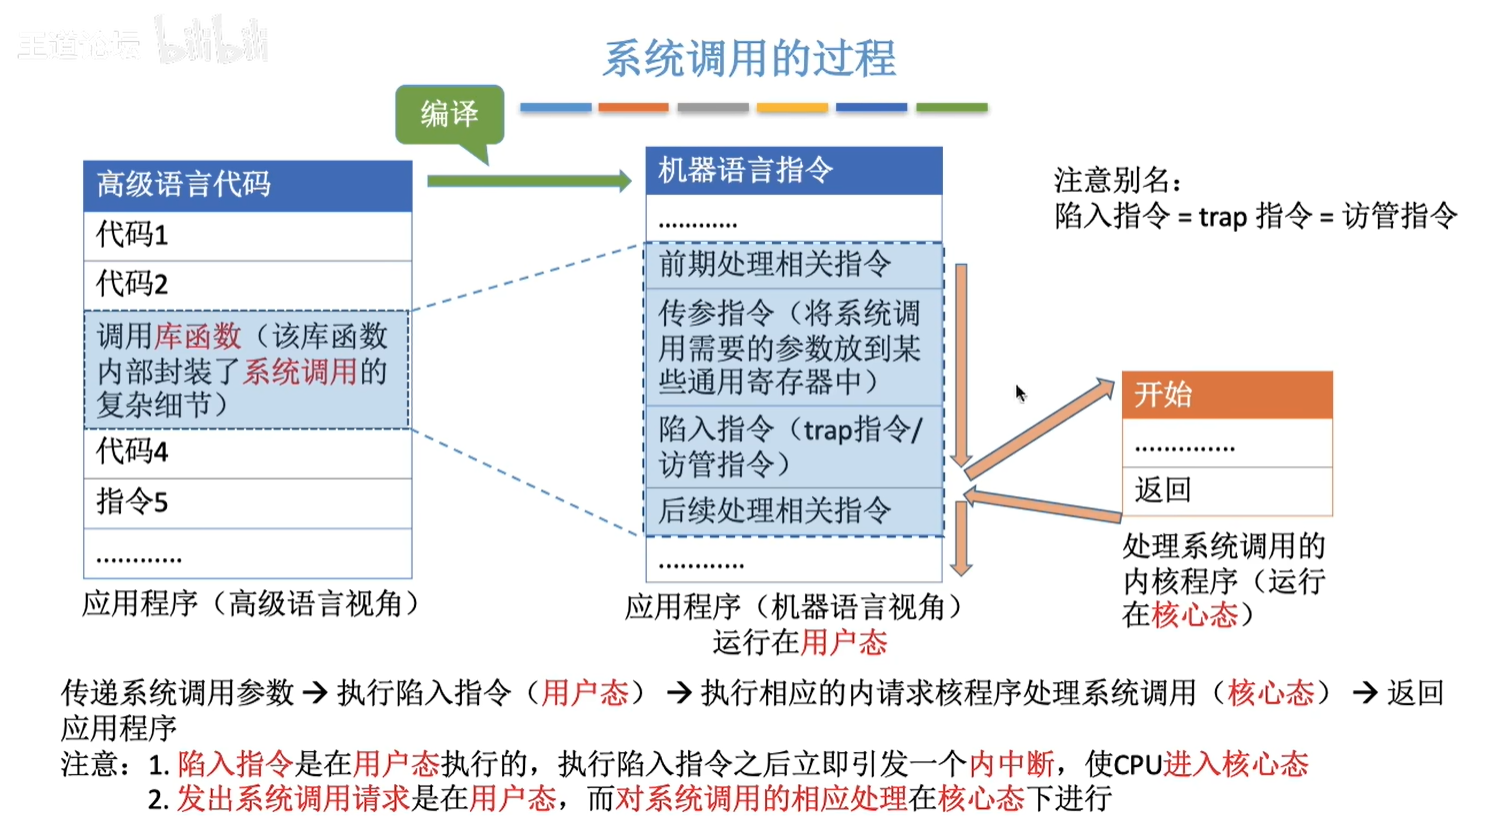 王道论坛 bilibili
系统调用的过程
编译
高级语言代码
代码1
代码2
调用库函数（该库函数
内部封装了系统调用的
复杂细节）
代码4
指令5
............
应用程序（高级语言视角）
机器语言指令
............
前期处理相关指令
传参指令（将系统调
用需要的参数放到某
些通用寄存器中）
陷入指令（trap指令/
访管指令）
后续处理相关指令
............
应用程序（机器语言视角）
运行在用户态
注意别名：
陷入指令 = trap 指令 = 访管指令
开始
..............
返回
处理系统调用的
内核程序（运行
在核心态）
传递系统调用参数 → 执行陷入指令（用户态） → 执行相应的内请求核程序处理系统调用（核心态） → 返回
应用程序
注意：1. 陷入指令是在用户态执行的，执行陷入指令之后立即引发一个内中断，使CPU进入核心态
2. 发出系统调用请求是在用户态，而对系统调用的相应处理在核心态下进行